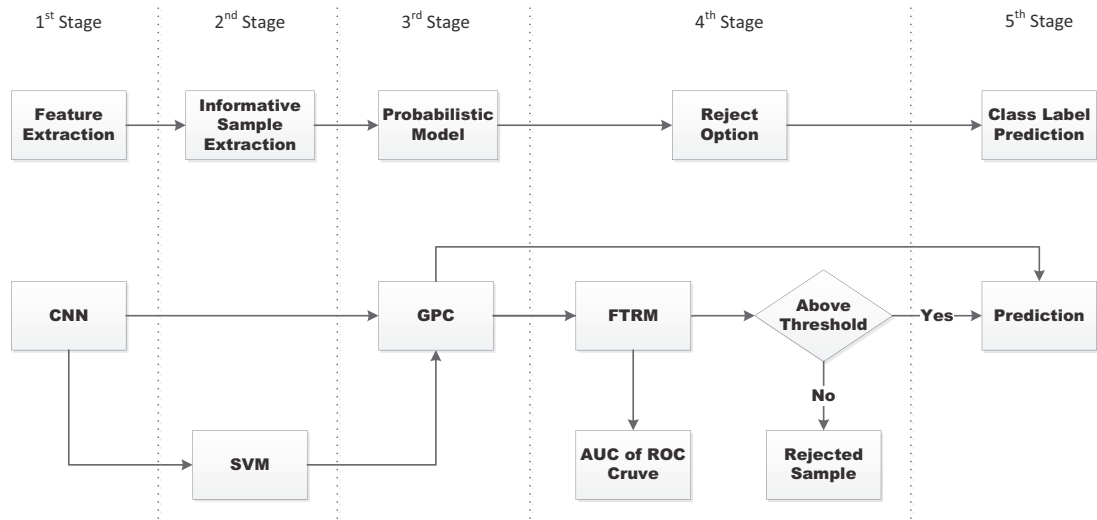 1st Stage
2nd Stage
3rd Stage
4th Stage
5th Stage
Feature
Extraction
Informative
Sample
Extraction
Probabilistic
Model
Reject
Option
Class Label
Prediction
CNN
GPC
FTRM
Above
Threshold
Yes
Prediction
No
SVM
AUC of ROC
Cruve
Rejected
Sample